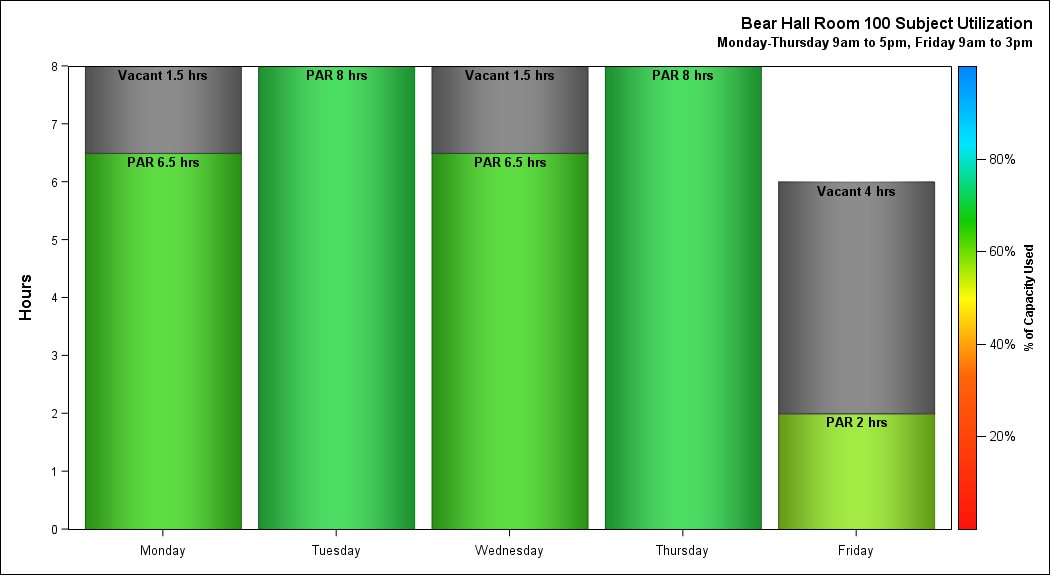 Bear Hall Room 100 Subject Utilization
Monday-Thursday 9am to 5pm, Friday 9am to 3pm
Hours
8
7
6
5
4
3
2
1
0
Vacant 1.5 hrs
PAR 6.5 hrs
PAR 8 hrs
Vacant 1.5 hrs
PAR 6.5 hrs
PAR 8 hrs
Vacant 4 hrs
PAR 2 hrs
Monday
Tuesday
Wednesday
Thursday
Friday
80%
60%
40%
20%
% of Capacity Used